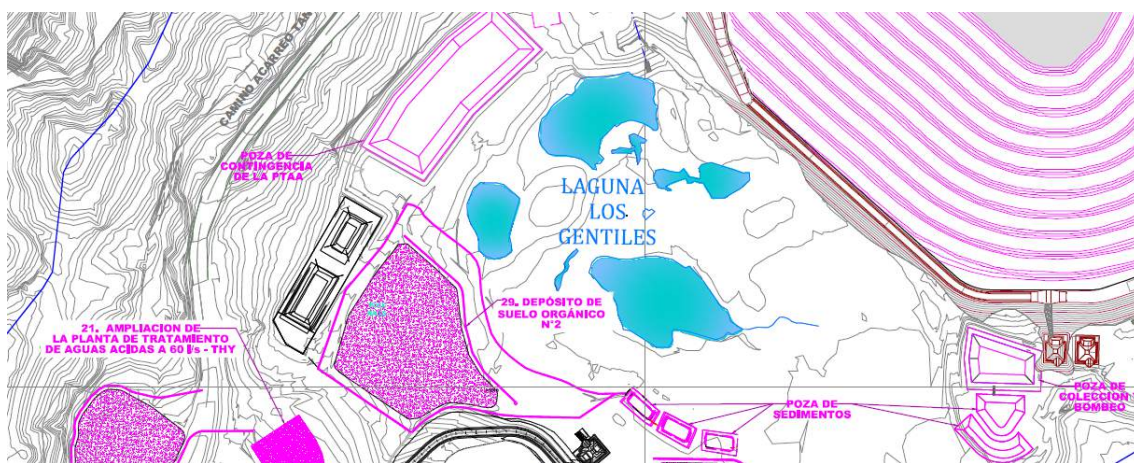 CAMINO ACARREO TAN
POZA DE
CONTINGENCIA
DE LA PTAA
LAGUNA
LOS
GENTILES
29. DEPÓSITO DE
SUELO ORGÁNICO
N°2
21. AMPLIACION DE
LA PLANTA DE TRATAMIENTO
DE AGUAS ACIDAS A 60 l/s - THY
POZA DE
SEDIMENTOS
POZA DE
COLECCION
BOMBEO